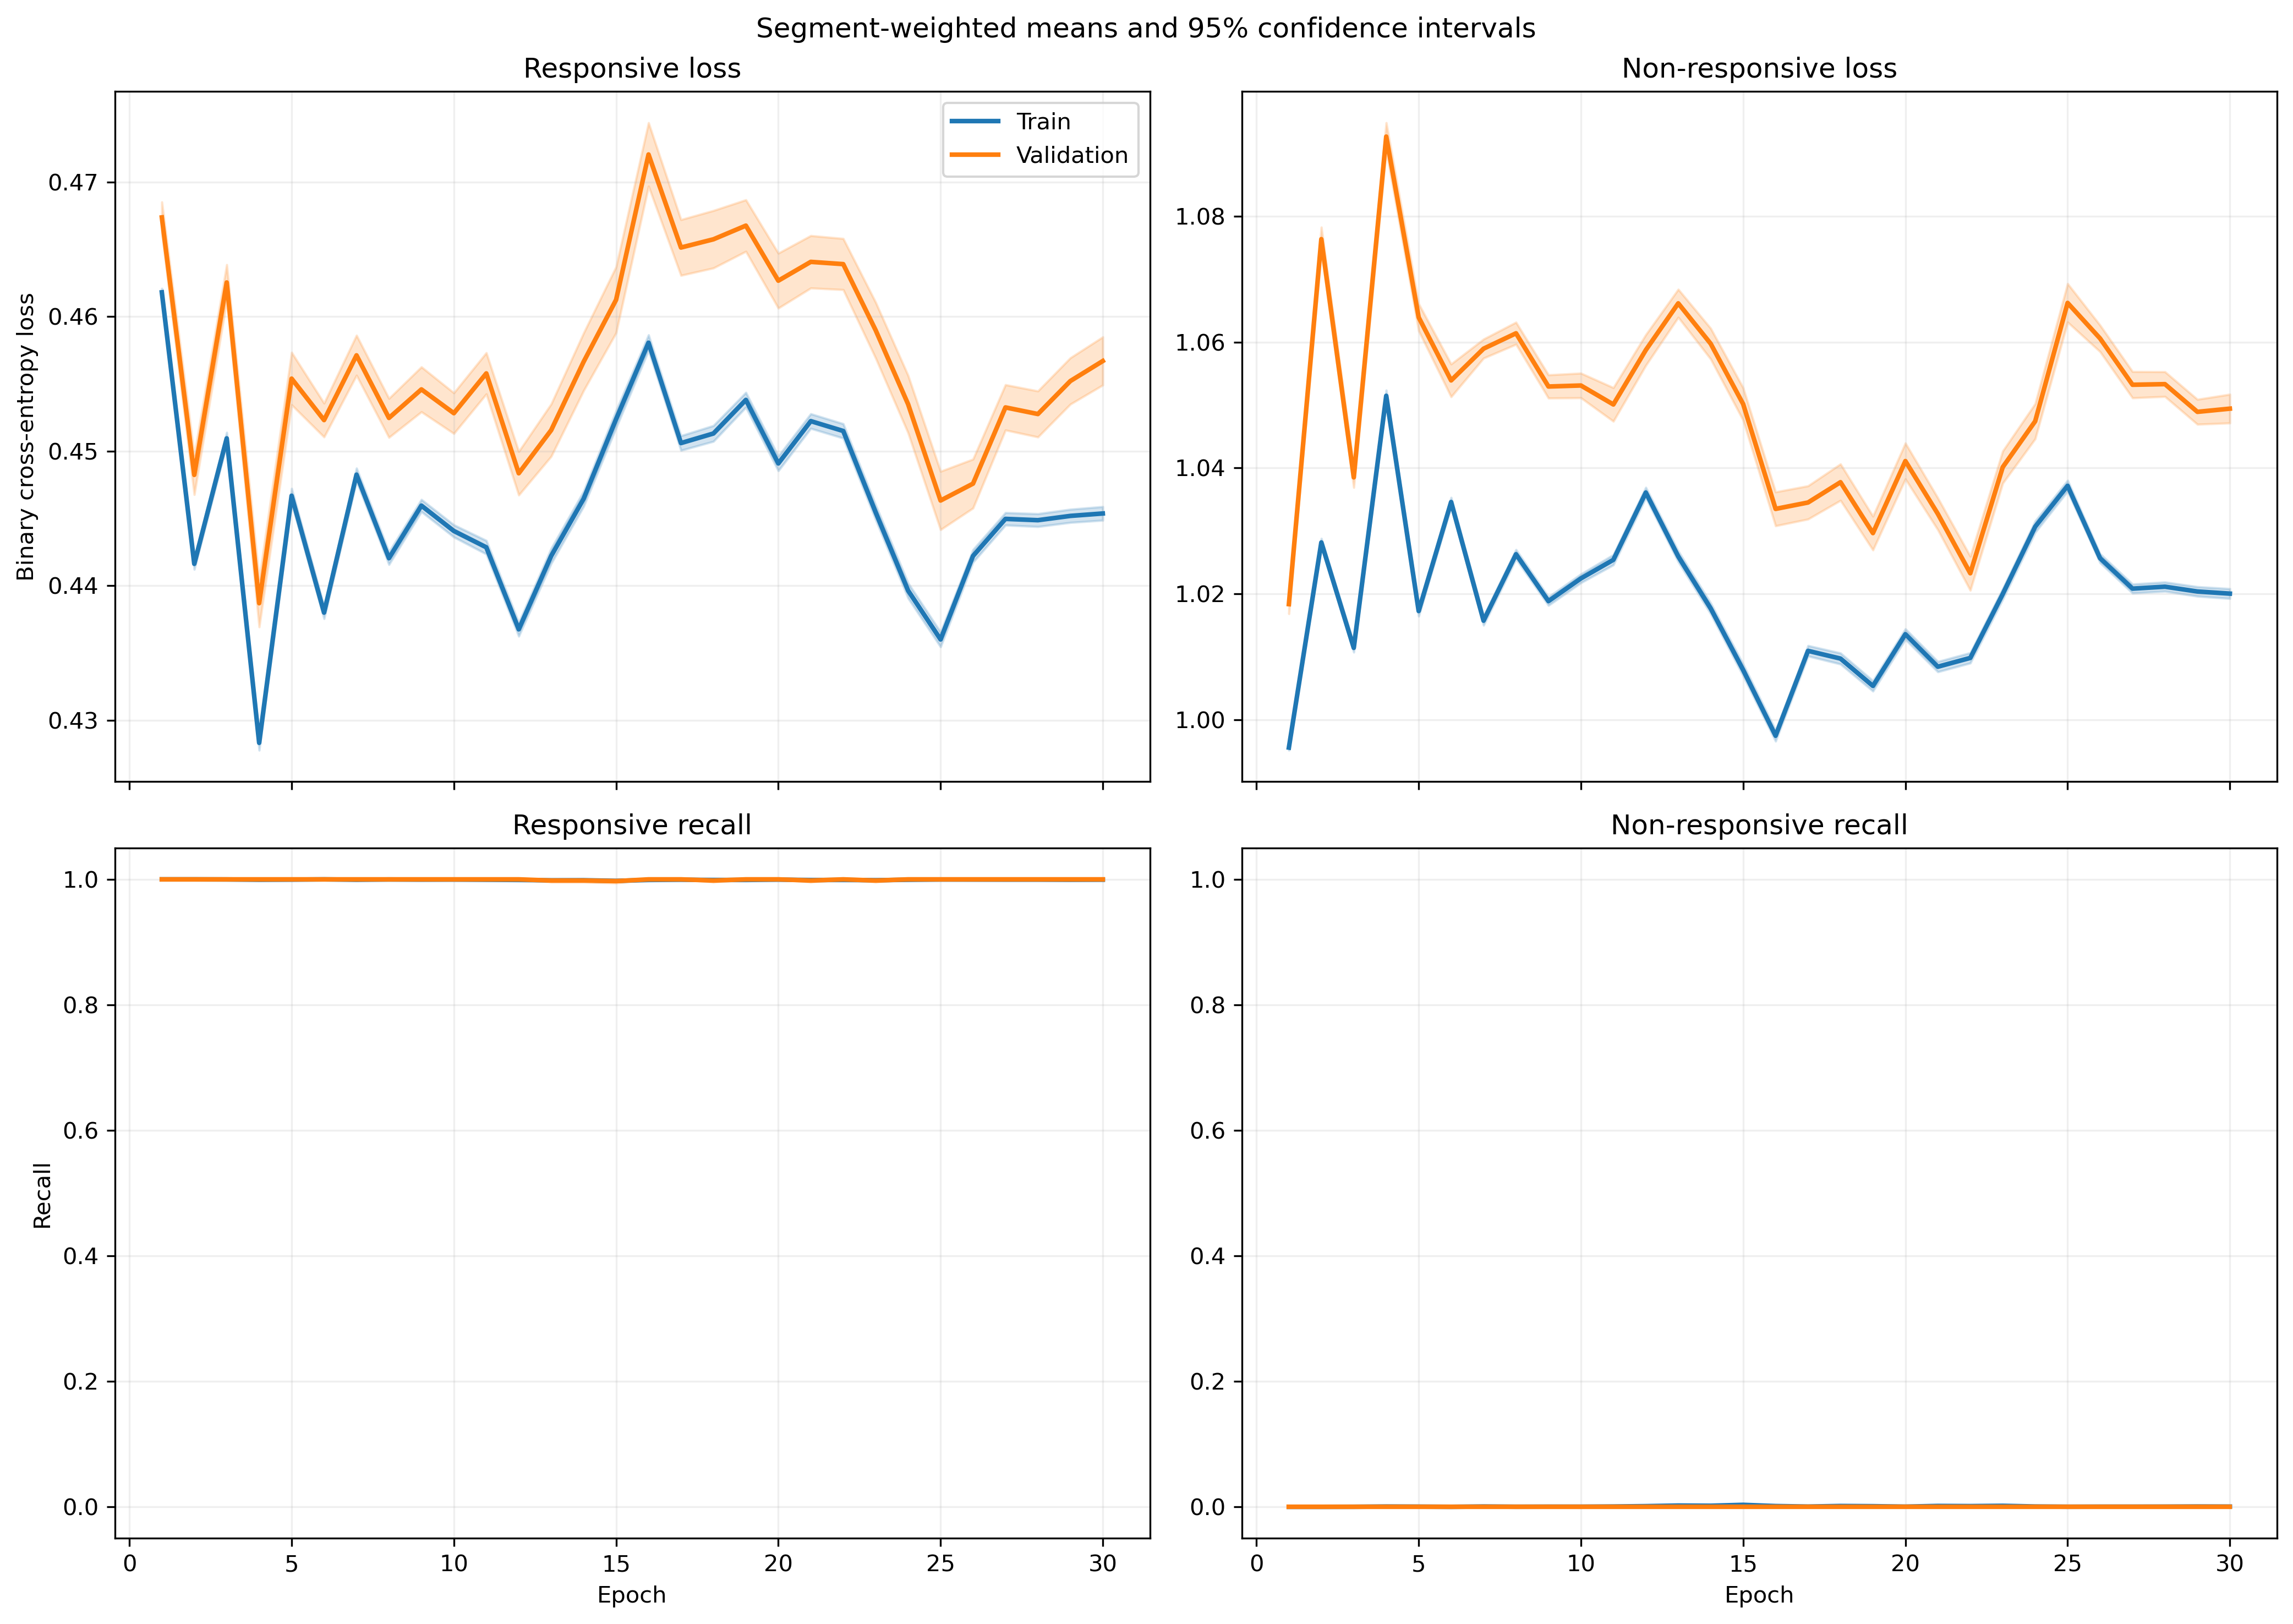 Segment-weighted means and 95% confidence intervals
Responsive loss
Binary cross-entropy loss
0.47
0.46
0.45
0.44
0.43
Train
Validation
Non-responsive loss
1.08
1.06
1.04
1.02
1.00
Responsive recall
Recall
1.0
0.8
0.6
0.4
0.2
0.0
0 5 10 15 20 25 30
Epoch
Non-responsive recall
1.0
0.8
0.6
0.4
0.2
0.0
0 5 10 15 20 25 30
Epoch